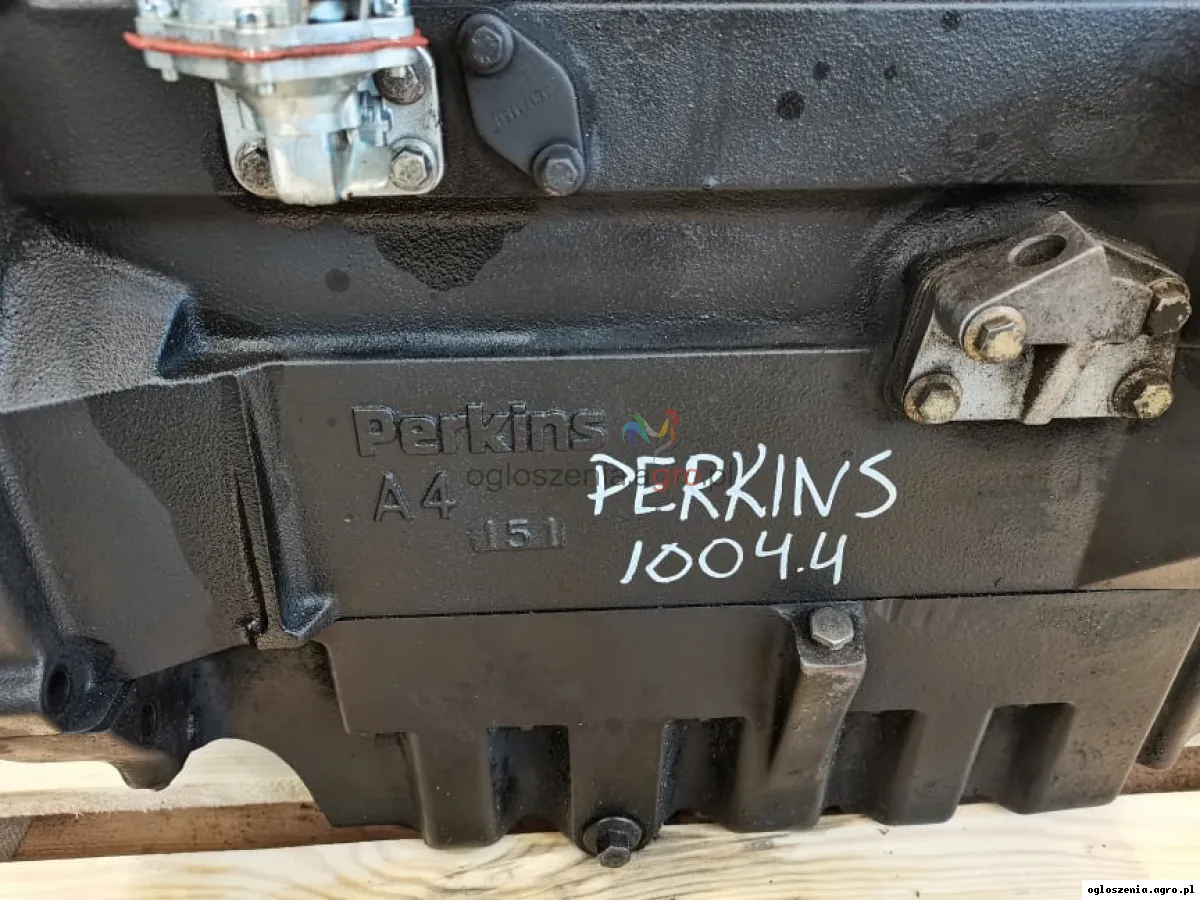 Perkins
A4
151
ogloszenia.agro.pl
PERKINS
1004.4
ogloszenia.agro.pl